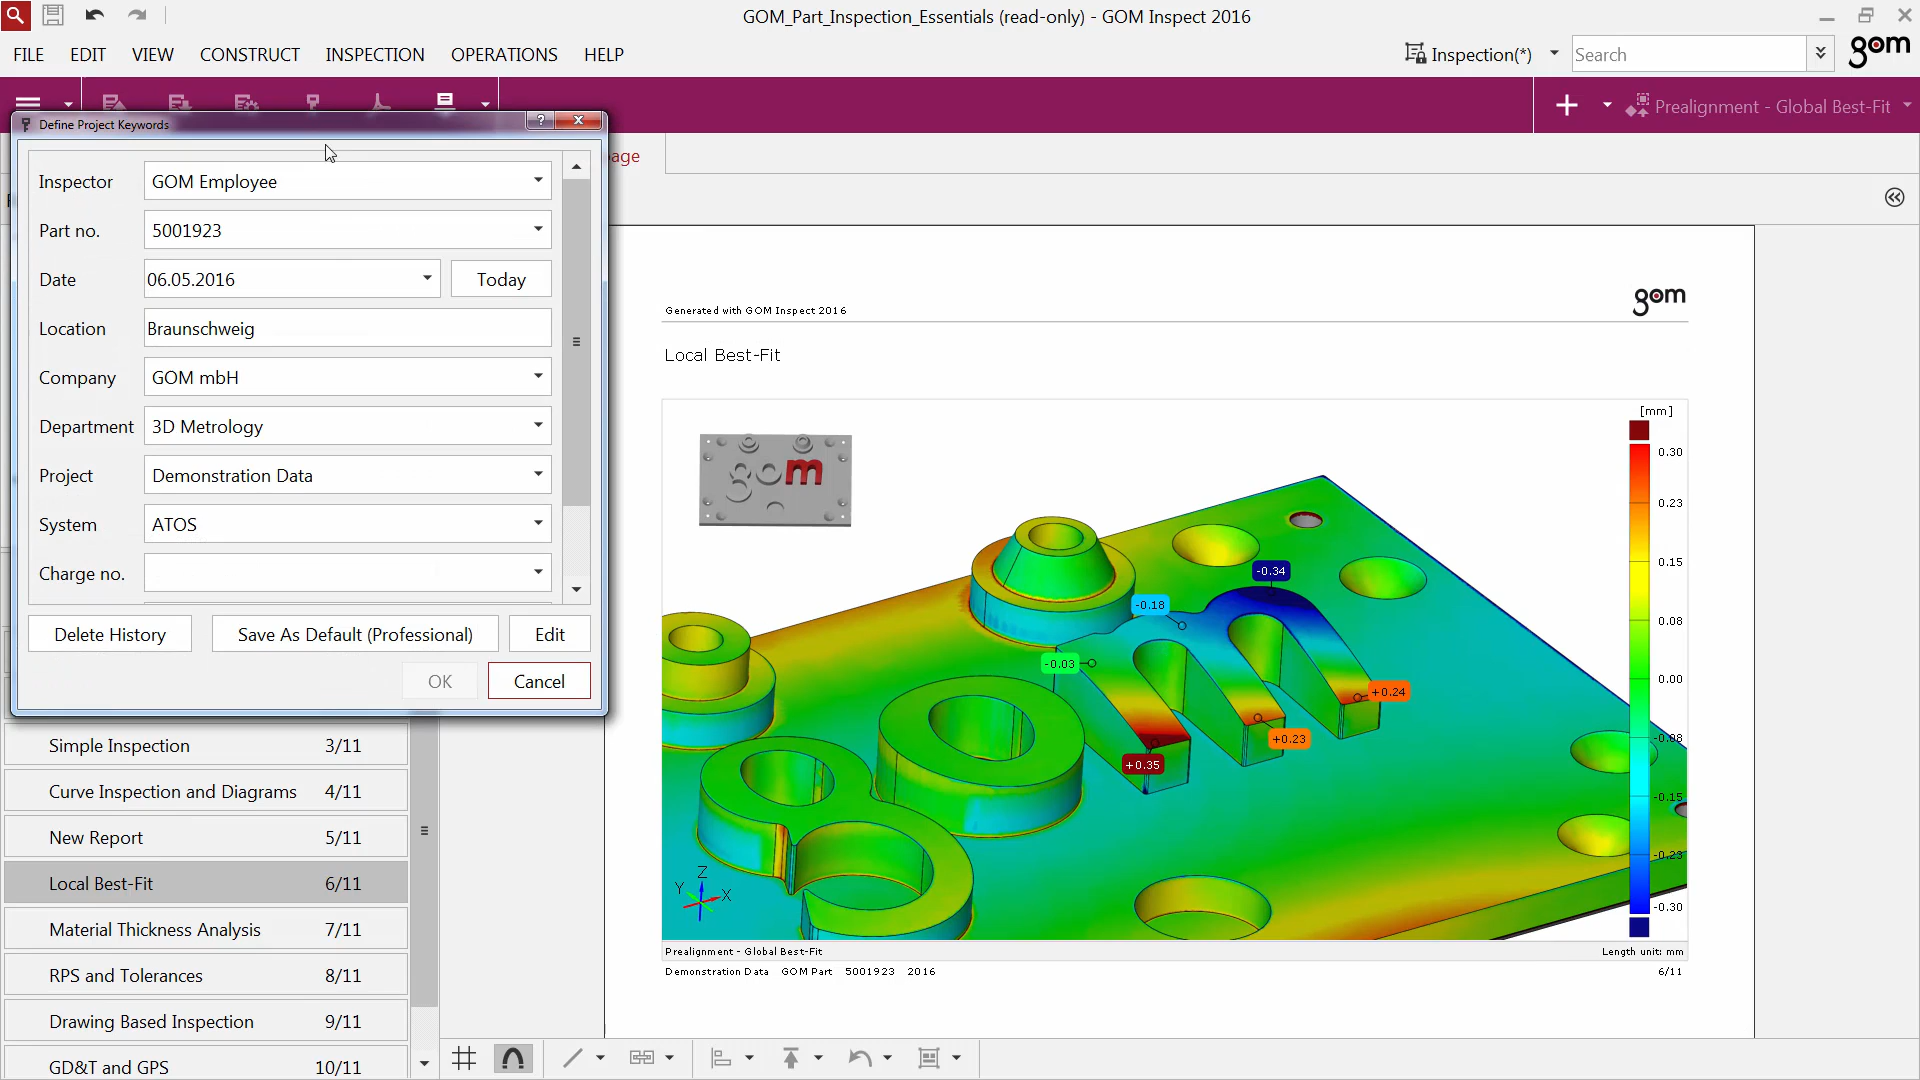 GOM_Part_Inspection_Essentials (read-only) - GOM Inspect 2016
FILE EDIT VIEW CONSTRUCT INSPECTION OPERATIONS HELP
Inspection(*)
Search
gom
Prealignment - Global Best-Fit
Define Project Keywords
?
age
Inspector GOM Employee
Part no. 5001923
Date 06.05.2016 Today
Location Braunschweig
Company GOM mbH
Department 3D Metrology
Project Demonstration Data
System ATOS
Charge no.
Delete History Save As Default (Professional) Edit
OK Cancel
Simple Inspection 3/11
Curve Inspection and Diagrams 4/11
New Report 5/11
Local Best-Fit 6/11
Material Thickness Analysis 7/11
RPS and Tolerances 8/11
Drawing Based Inspection 9/11
GD&T and GPS 10/11
Generated with GOM Inspect 2016
gom
Local Best-Fit
[mm]
gom
0.30
0.23
0.15
0.08
0.00
-0.08
-0.15
-0.23
-0.30
-0.34
-0.18
-0.03
+0.24
+0.23
+0.35
Z
Y
X
Prealignment - Global Best-Fit
Length unit: mm
Demonstration Data GOM Part 5001923 2016
6/11